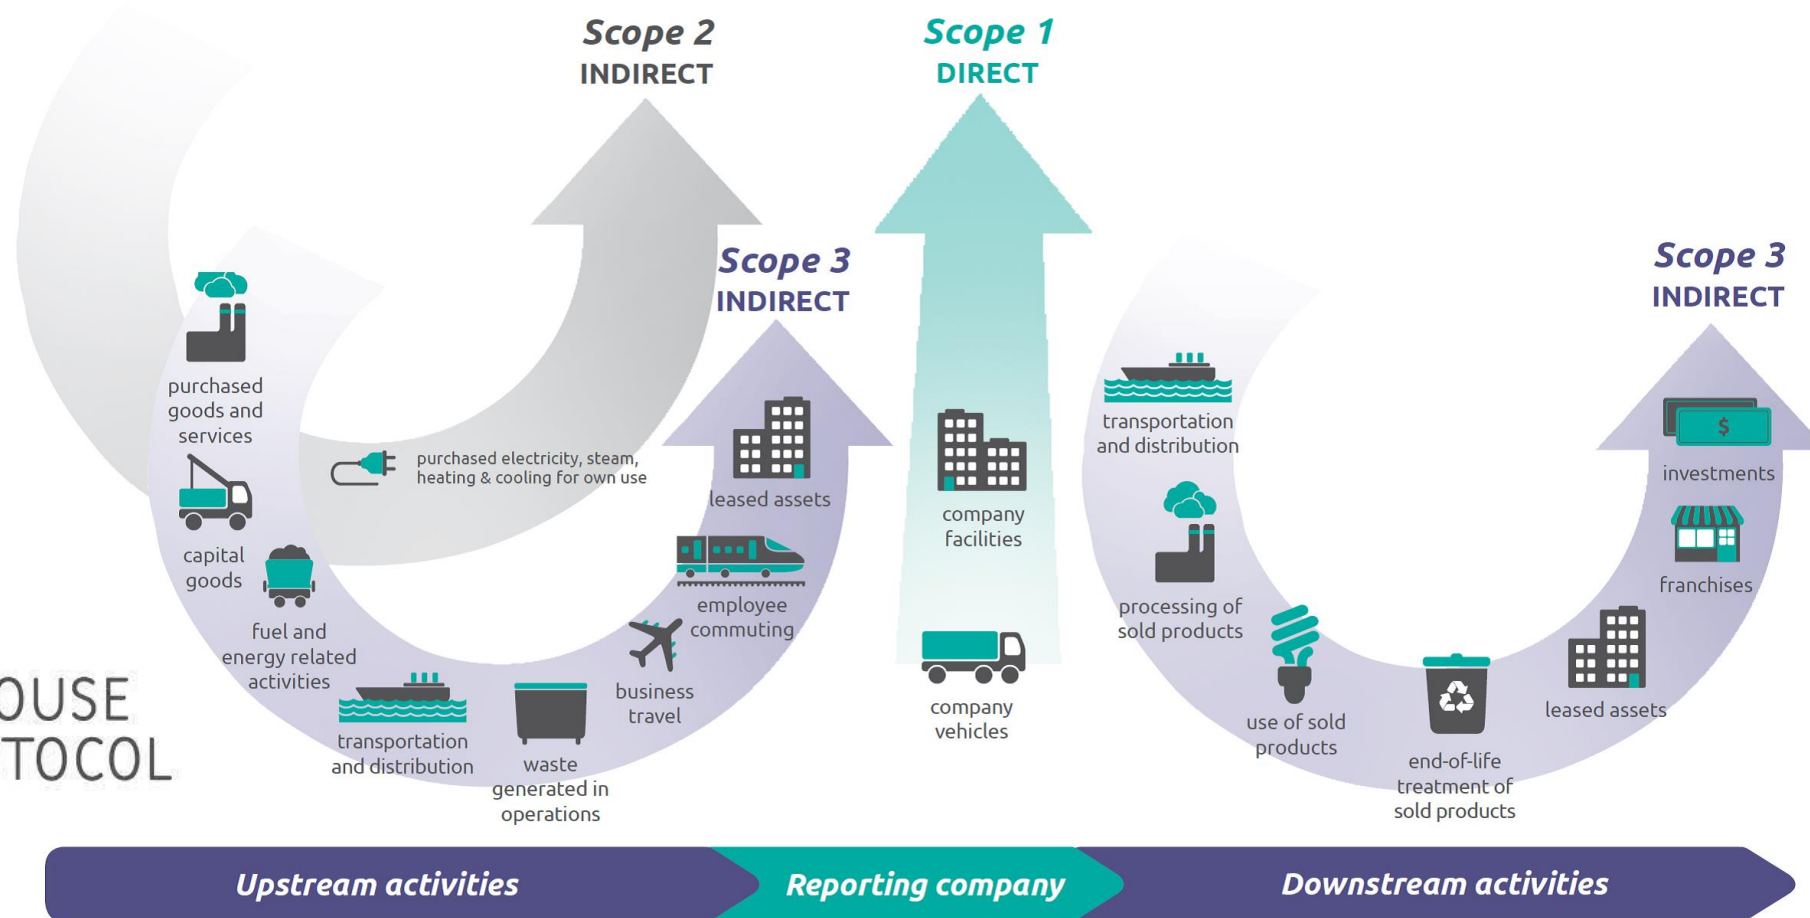 Scope 2
INDIRECT
Scope 1
DIRECT
Scope 3
INDIRECT
Scope 3
INDIRECT
purchased
goods and
services
capital
goods
fuel and
energy related
activities
transportation
and distribution
waste
generated in
operations
business
travel
employee
commuting
leased assets
purchased electricity, steam,
heating & cooling for own use
company
facilities
company
vehicles
transportation
and distribution
processing of
sold products
use of sold
products
end-of-life
treatment of
sold products
leased assets
franchises
investments
$
OUSE
TOCOL
Upstream activities
Reporting company
Downstream activities